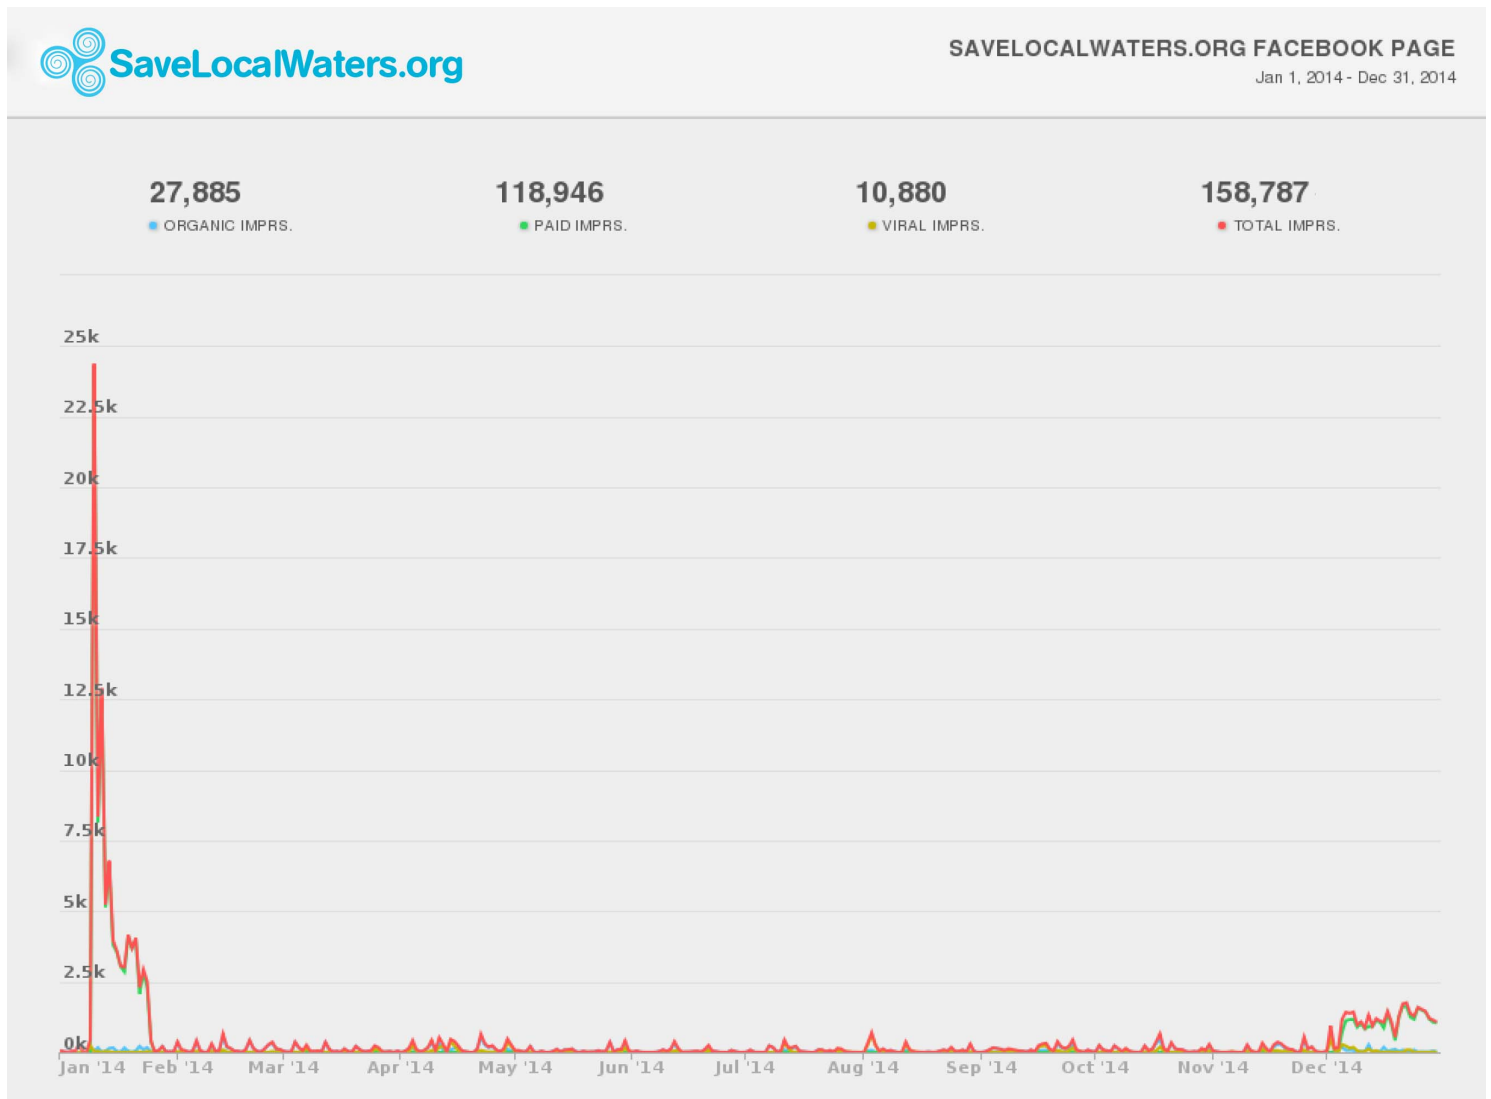 SaveLocalWaters.org
SAVELOCALWATERS.ORG FACEBOOK PAGE
Jan 1, 2014 - Dec 31, 2014
27,885 118,946 10,880 158,787
ORGANIC IMPRS. PAID IMPRS. VIRAL IMPRS. TOTAL IMPRS.
25k
22.5k
20k
17.5k
15k
12.5k
10k
7.5k
5k
2.5k
0k
Jan '14 Feb '14 Mar '14 Apr '14 May '14 Jun '14 Jul '14 Aug '14 Sep '14 Oct '14 Nov '14 Dec '14